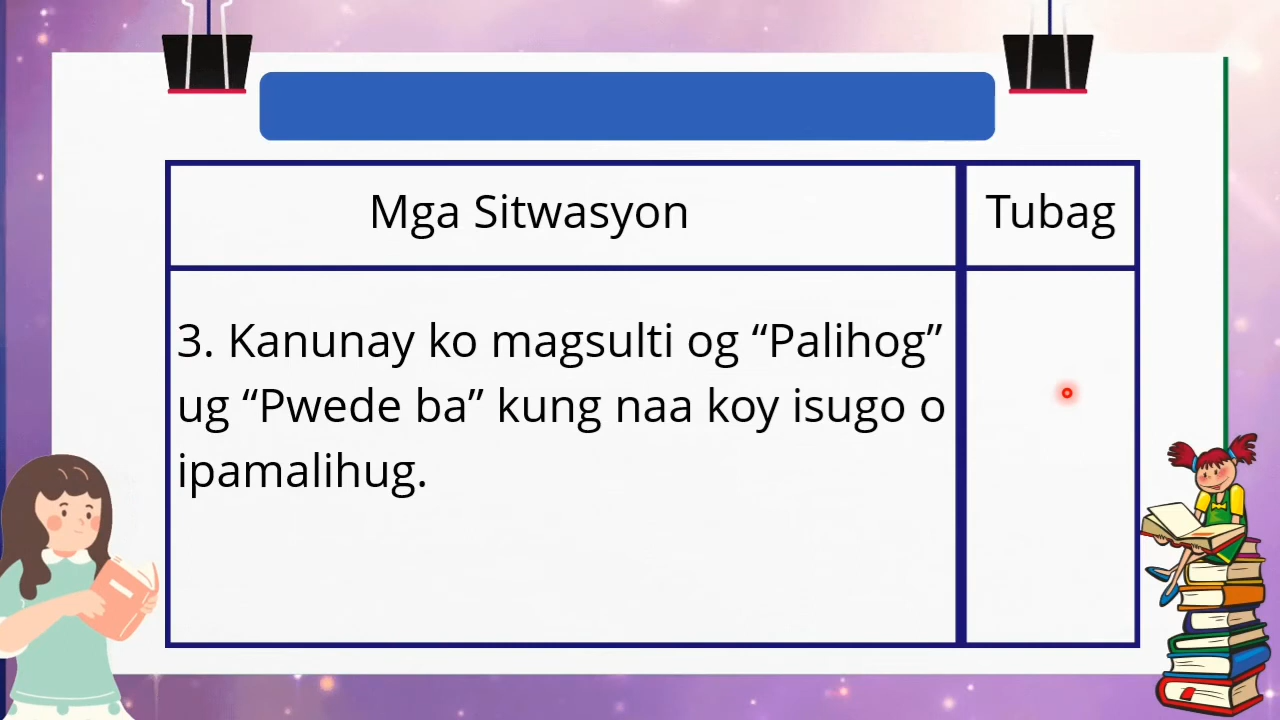 Mga Sitwasyon
Tubag
3. Kanunay ko magsulti og “Palihog”
ug “Pwede ba” kung naa koy isugo o
ipamalihug.